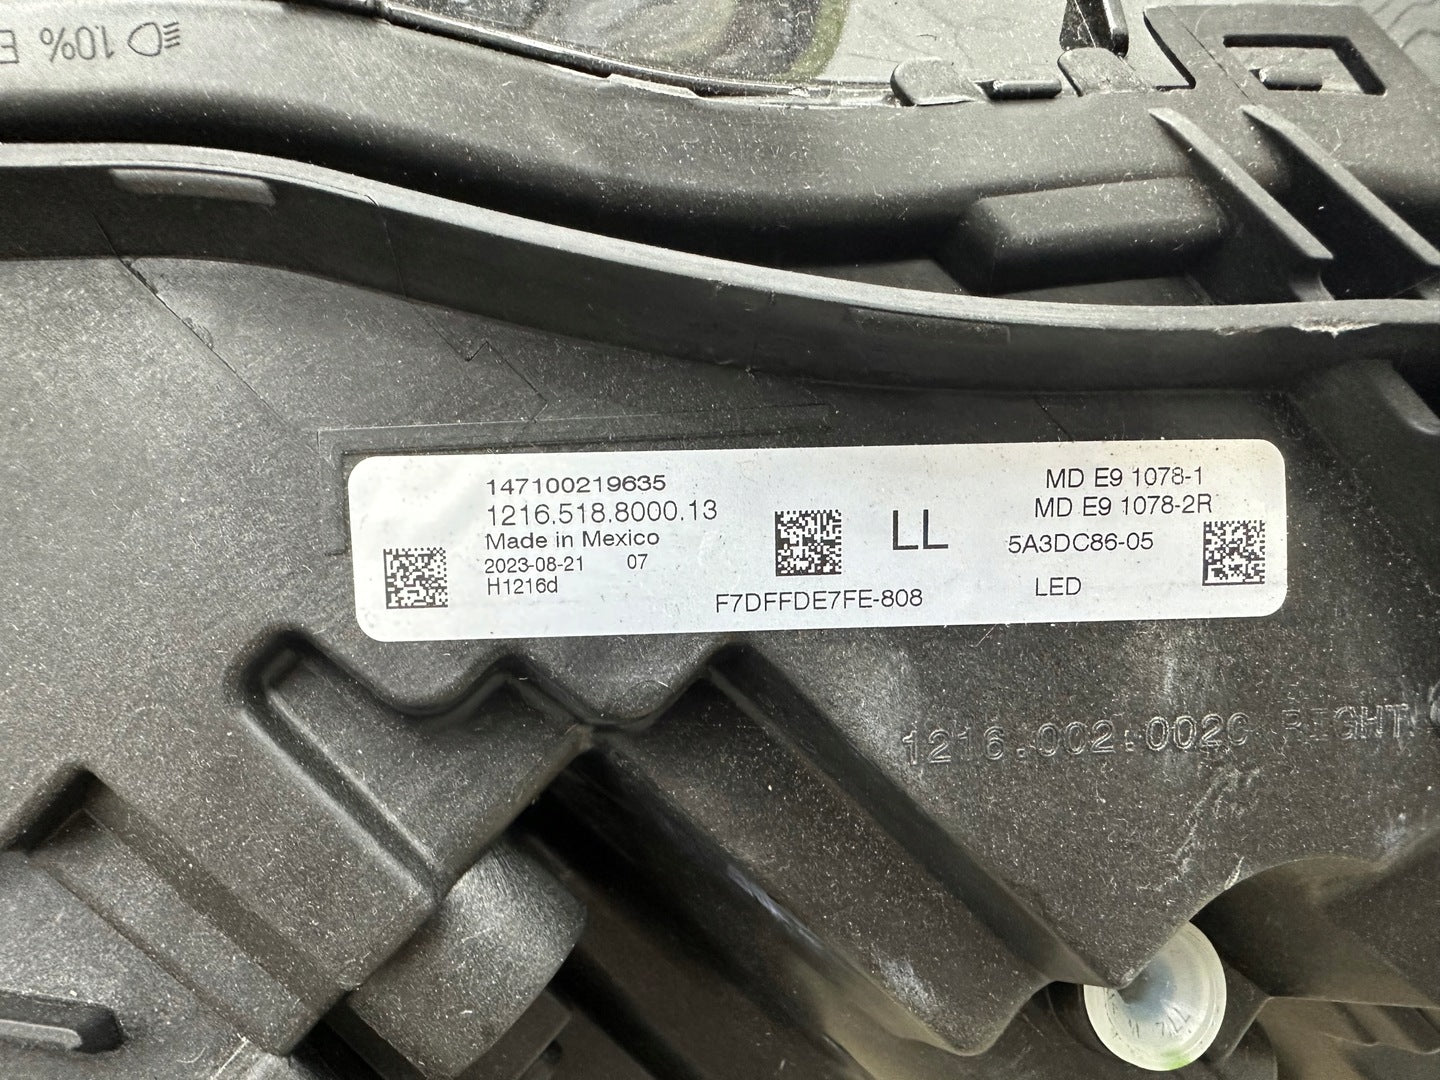 10% E
147100219635
1216.518.8000.13
Made in Mexico
2023-08-21 07
H1216d
F7DFFDE7FE-808
LL
MD E9 1078-1
MD E9 1078-2R
5A3DC86-05
LED
1216.002.002C RIGHT